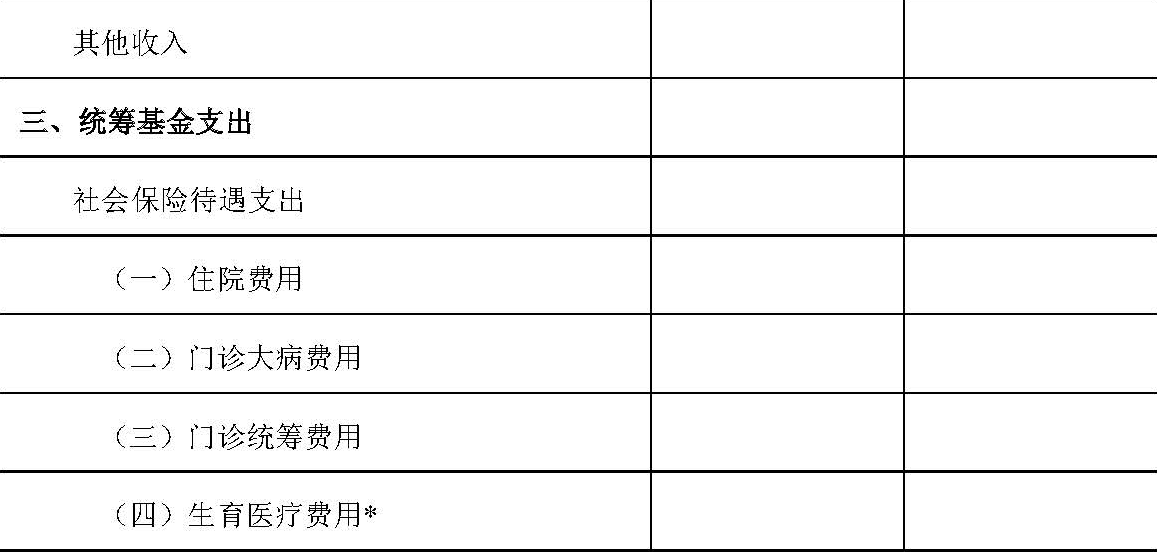 其他收入
三、统筹基金支出
社会保险待遇支出
（一）住院费用
（二）门诊大病费用
（三）门诊统筹费用
（四）生育医疗费用*